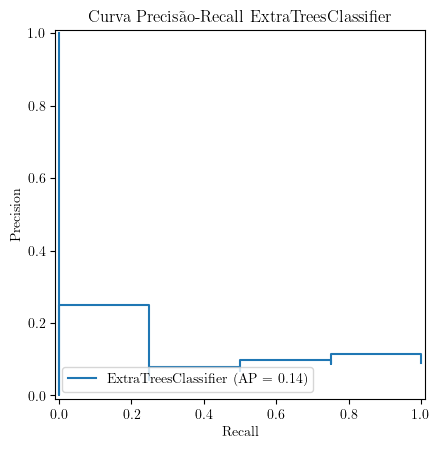 Curva Precisão-Recall ExtraTreesClassifier
1.0
0.8
0.6
0.4
0.2
0.0
Precision
ExtraTreesClassifier (AP = 0.14)
0.0 0.2 0.4 0.6 0.8 1.0
Recall